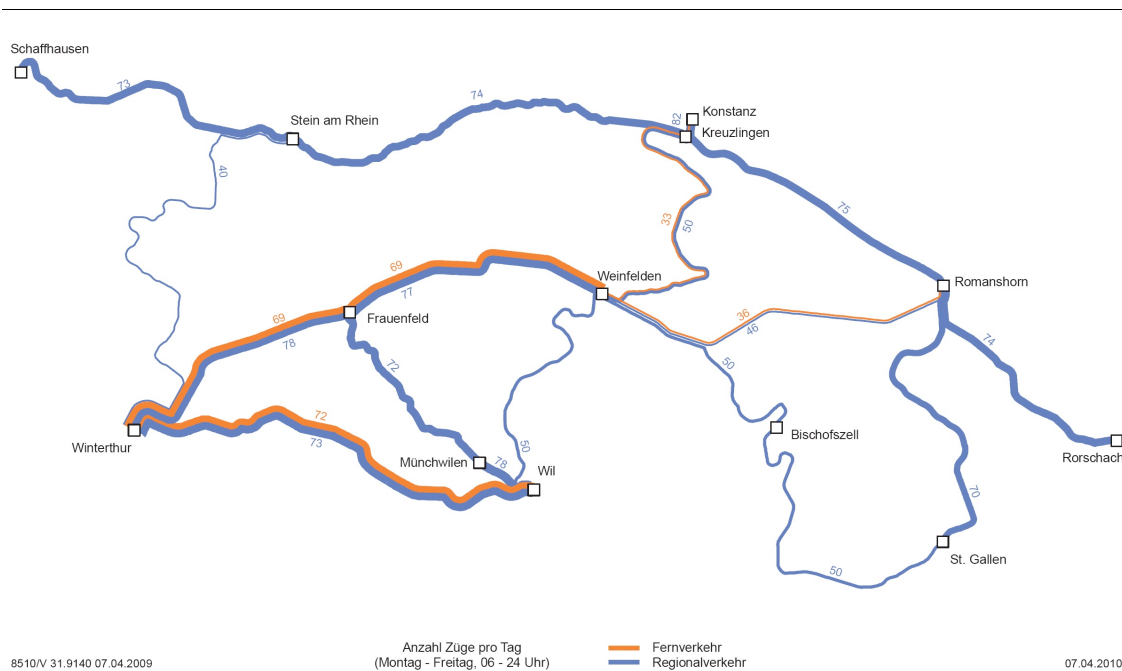 Schaffhausen
73
Stein am Rhein
74
Konstanz
82
Kreuzlingen
40
33
50
75
69
77
Weinfelden
Romanshorn
69
78
Frauenfeld
36
46
74
72
50
72
73
Winterthur
Münchwilen
78
50
Wil
Bischofszell
Rorschach
70
St. Gallen
50
Anzahl Züge pro Tag
(Montag - Freitag, 06 - 24 Uhr)
Fernverkehr
Regionalverkehr
8510/V 31.9140 07.04.2009
07.04.2010